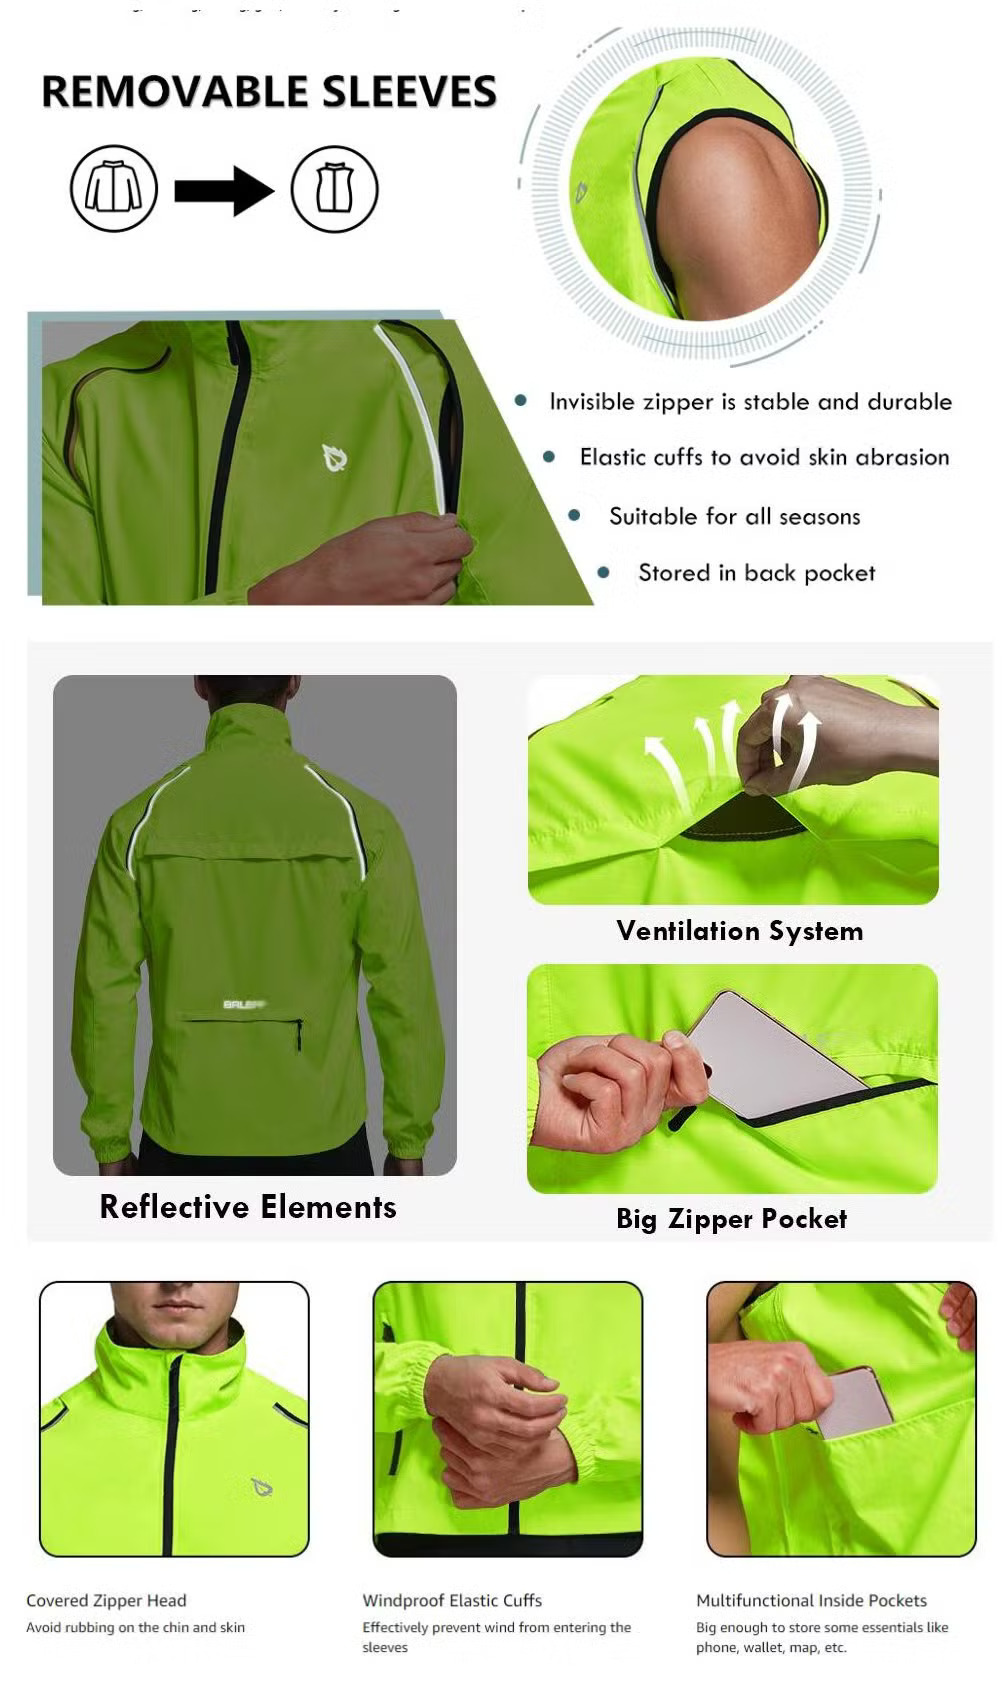 REMOVABLE SLEEVES
Invisible zipper is stable and durable
Elastic cuffs to avoid skin abrasion
Suitable for all seasons
Stored in back pocket
Ventilation System
Reflective Elements
Big Zipper Pocket
Covered Zipper Head
Avoid rubbing on the chin and skin
Windproof Elastic Cuffs
Effectively prevent wind from entering the
sleeves
Multifunctional Inside Pockets
Big enough to store some essentials like
phone, wallet, map, etc.